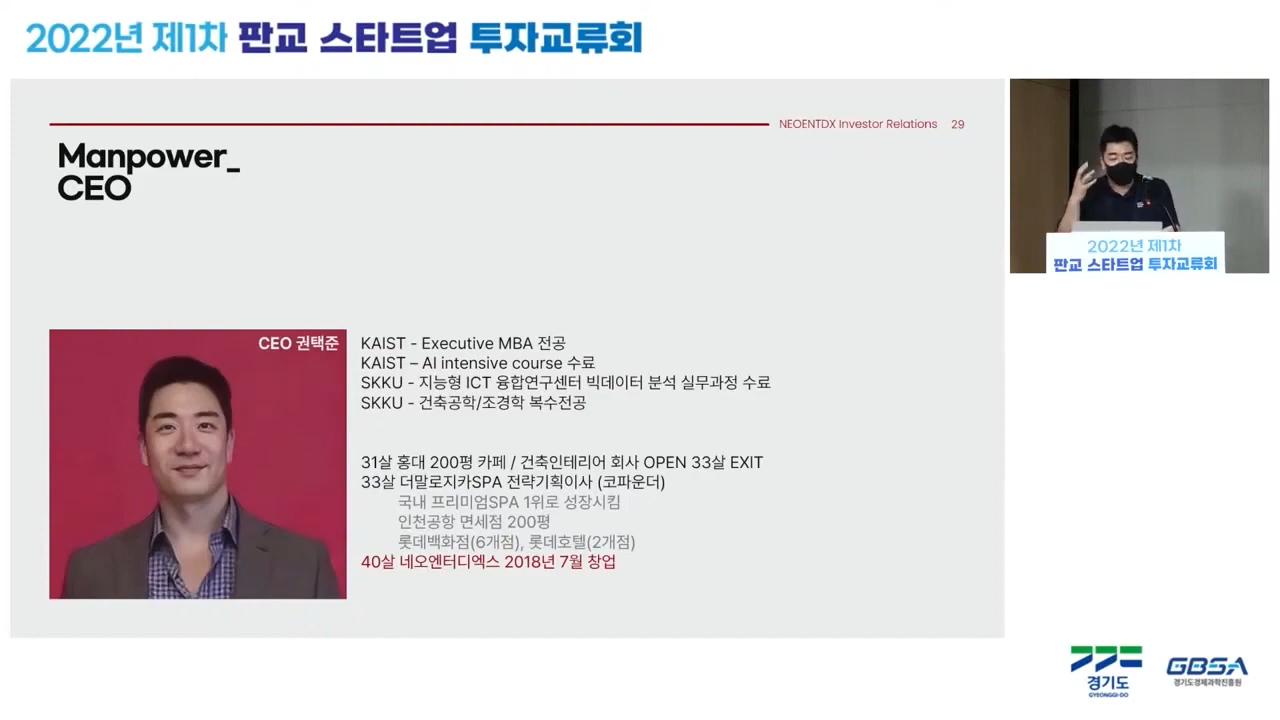 2022년 제1차 판교 스타트업 투자교류회
NEOENTDX Investor Relations 29
Manpower_
CEO
CEO 권택준
KAIST - Executive MBA 전공
KAIST – AI intensive course 수료
SKKU - 지능형 ICT 융합연구센터 빅데이터 분석 실무과정 수료
SKKU - 건축공학/조경학 복수전공
31살 홍대 200평 카페 / 건축인테리어 회사 OPEN 33살 EXIT
33살 더말로지카SPA 전략기획이사 (코파운더)
국내 프리미엄SPA 1위로 성장시킴
인천공항 면세점 200평
롯데백화점(6개점), 롯데호텔(2개점)
40살 네오엔터디엑스 2018년 7월 창업
2022년 제1차
판교 스타트업 투자교류회
경기도
GYEONGGI-DO
GBSA
경기도경제과학진흥원